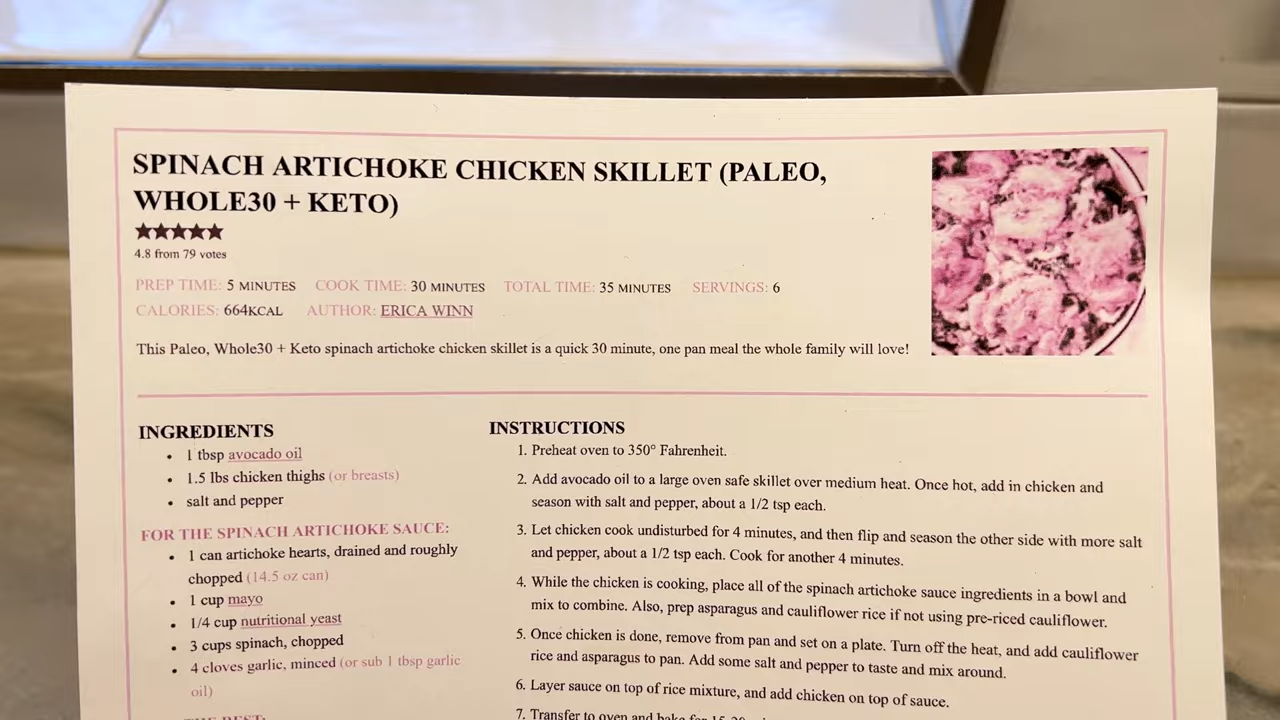 SPINACH ARTICHOKE CHICKEN SKILLET (PALEO,
WHOLE30 + KETO)
4.8 from 79 votes
PREP TIME: 5 MINUTES COOK TIME: 30 MINUTES TOTAL TIME: 35 MINUTES SERVINGS: 6
CALORIES: 664KCAL AUTHOR: ERICA WINN
This Paleo, Whole30 + Keto spinach artichoke chicken skillet is a quick 30 minute, one pan meal the whole family will love!
INGREDIENTS
• 1 tbsp avocado oil
• 1.5 lbs chicken thighs (or breasts)
• salt and pepper
FOR THE SPINACH ARTICHOKE SAUCE:
• 1 can artichoke hearts, drained and roughly
chopped (14.5 oz can)
• 1 cup mayo
• 1/4 cup nutritional yeast
• 3 cups spinach, chopped
• 4 cloves garlic, minced (or sub 1 tbsp garlic
oil)
THE REST:
INSTRUCTIONS
1. Preheat oven to 350° Fahrenheit.
2. Add avocado oil to a large oven safe skillet over medium heat. Once hot, add in chicken and
season with salt and pepper, about a 1/2 tsp each.
3. Let chicken cook undisturbed for 4 minutes, and then flip and season the other side with more salt
and pepper, about a 1/2 tsp each. Cook for another 4 minutes.
4. While the chicken is cooking, place all of the spinach artichoke sauce ingredients in a bowl and
mix to combine. Also, prep asparagus and cauliflower rice if not using pre-riced cauliflower.
5. Once chicken is done, remove from pan and set on a plate. Turn off the heat, and add cauliflower
rice and asparagus to pan. Add some salt and pepper to taste and mix around.
6. Layer sauce on top of rice mixture, and add chicken on top of sauce.
7. Transfer to oven and bake for 15-20